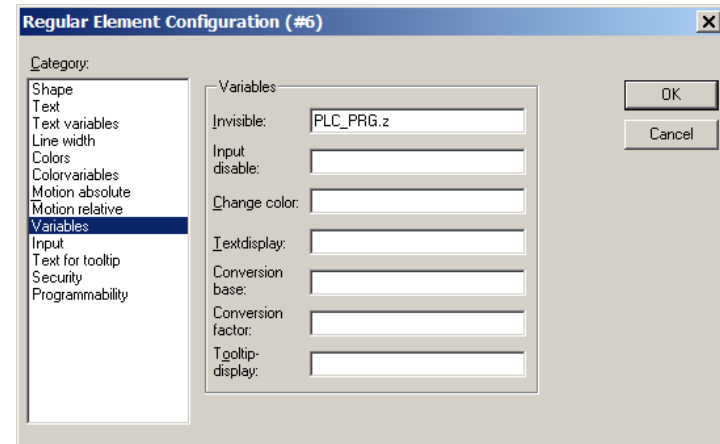 Regular Element Configuration (#6)
Category:
Shape
Text
Text variables
Line width
Colors
Colorvariables
Motion absolute
Motion relative
Variables
Input
Text for tooltip
Security
Programmability
Variables
Invisible:
PLC_PRG.z
Input
disable:
Change color:
Textdisplay:
Conversion
base:
Conversion
factor:
Tooltip-
display:
OK
Cancel